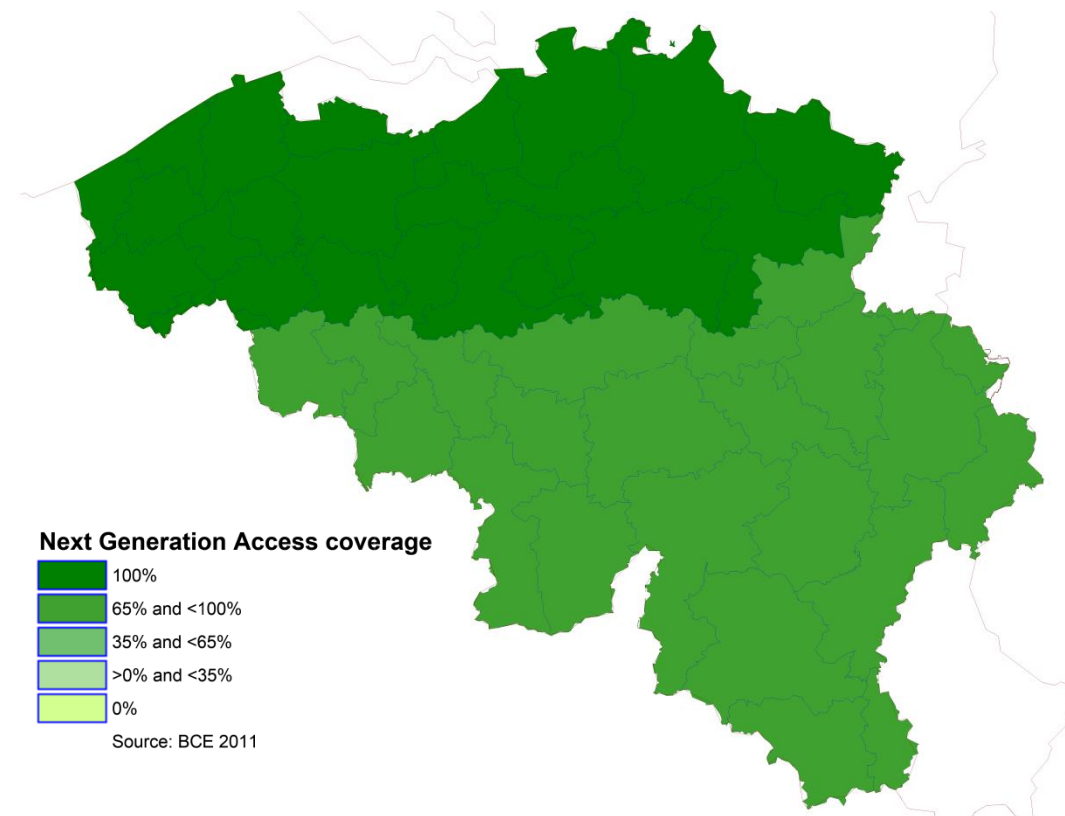 Next Generation Access coverage
100%
65% and <100%
35% and <65%
>0% and <35%
0%
Source: BCE 2011